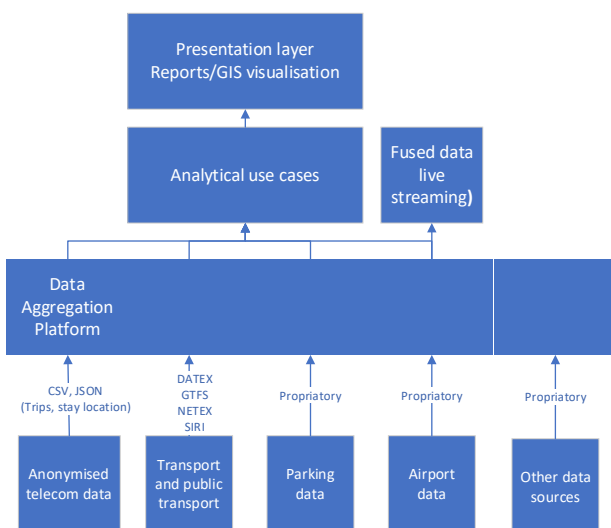 Presentation layer
Reports/GIS visualisation
Analytical use cases
Fused data
live
streaming)
Data
Aggregation
Platform
CSV, JSON
(Trips, stay location)
DATEX
GTFS
NETEX
SIRI
Propriatory
Propriatory
Propriatory
Anonymised
telecom data
Transport
and public
transport
Parking
data
Airport
data
Other data
sources